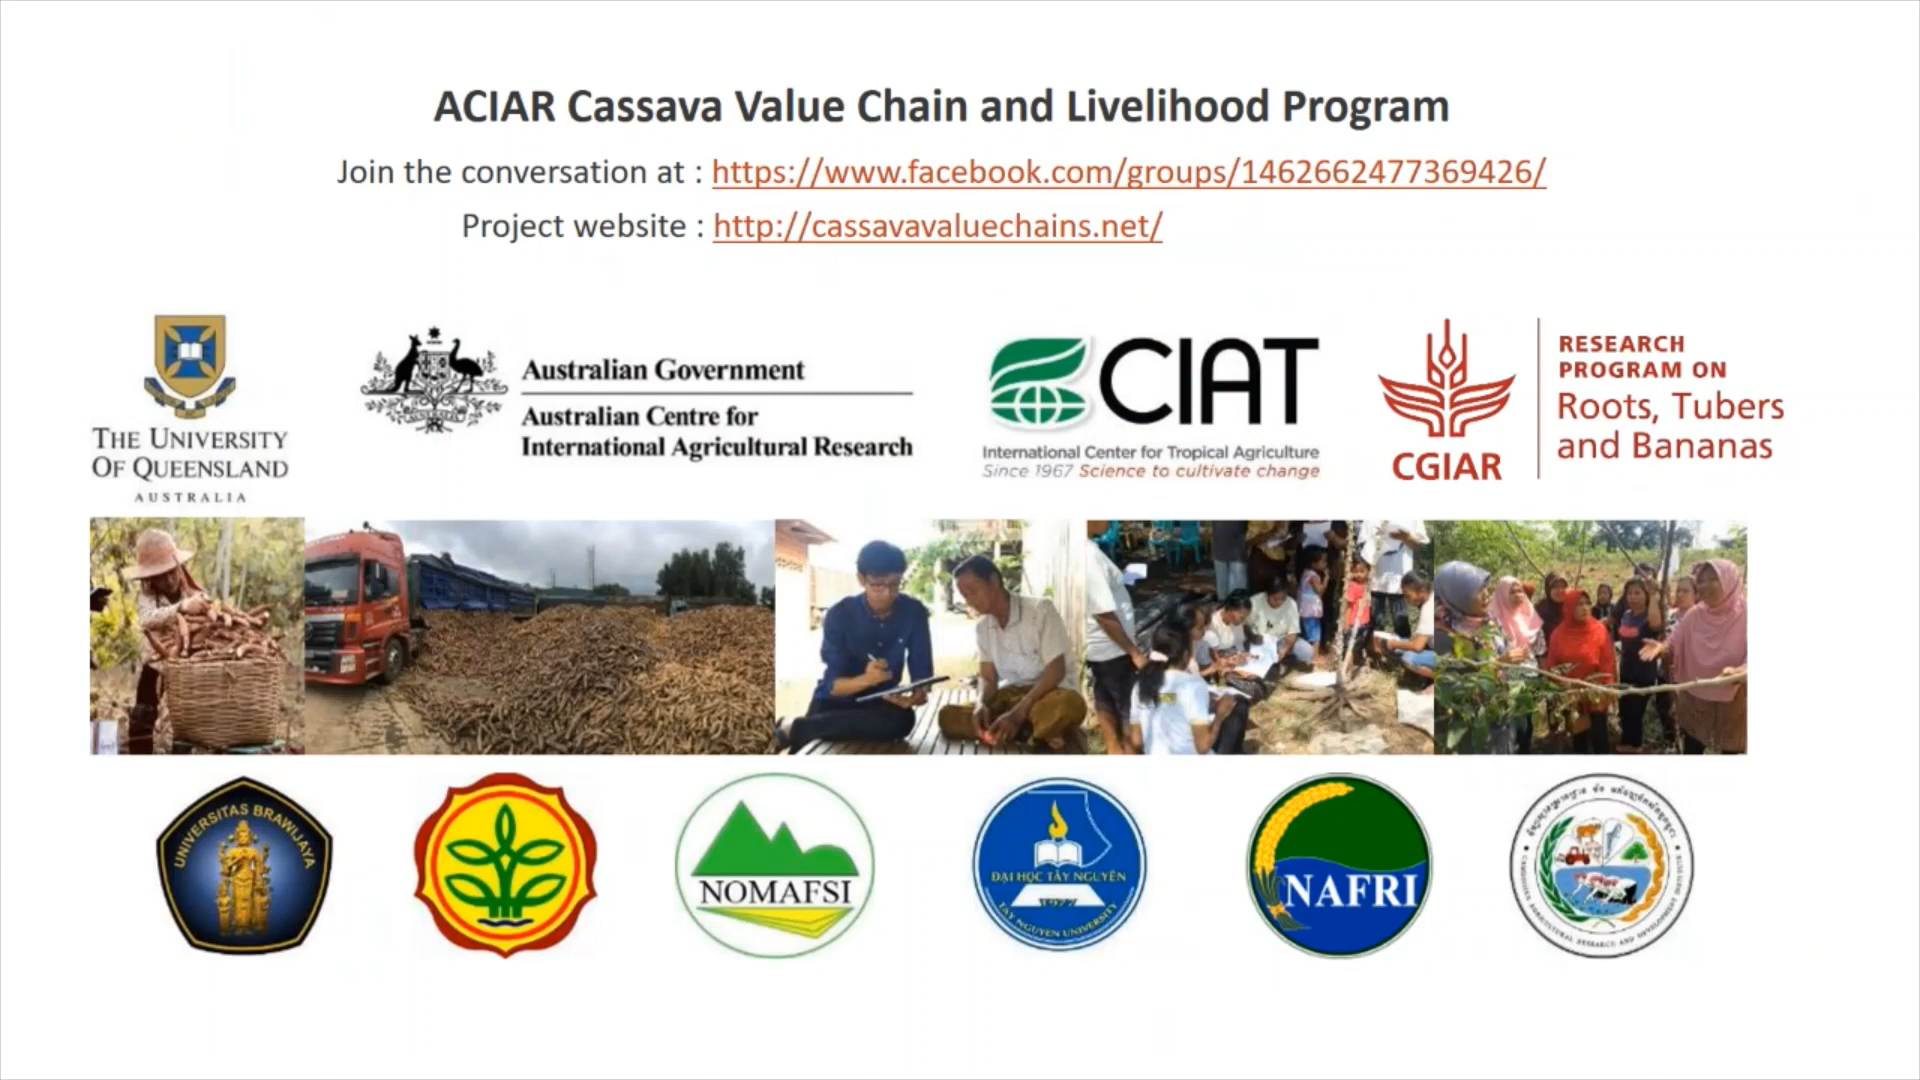 ACIAR Cassava Value Chain and Livelihood Program
Join the conversation at : https://www.facebook.com/groups/1462662477369426/
Project website : http://cassavavaluechains.net/
THE UNIVERSITY
OF QUEENSLAND
AUSTRALIA
Australian Government
Australian Centre for
International Agricultural Research
CIAT
International Center for Tropical Agriculture
Since 1967 Science to cultivate change
CGIAR
RESEARCH
PROGRAM ON
Roots, Tubers
and Bananas
UNIVERSITAS BRAWIJAYA
NOMAFSI
ĐẠI HỌC TÂY NGUYÊN
1977
TAY NGUYEN UNIVERSITY
NAFRI